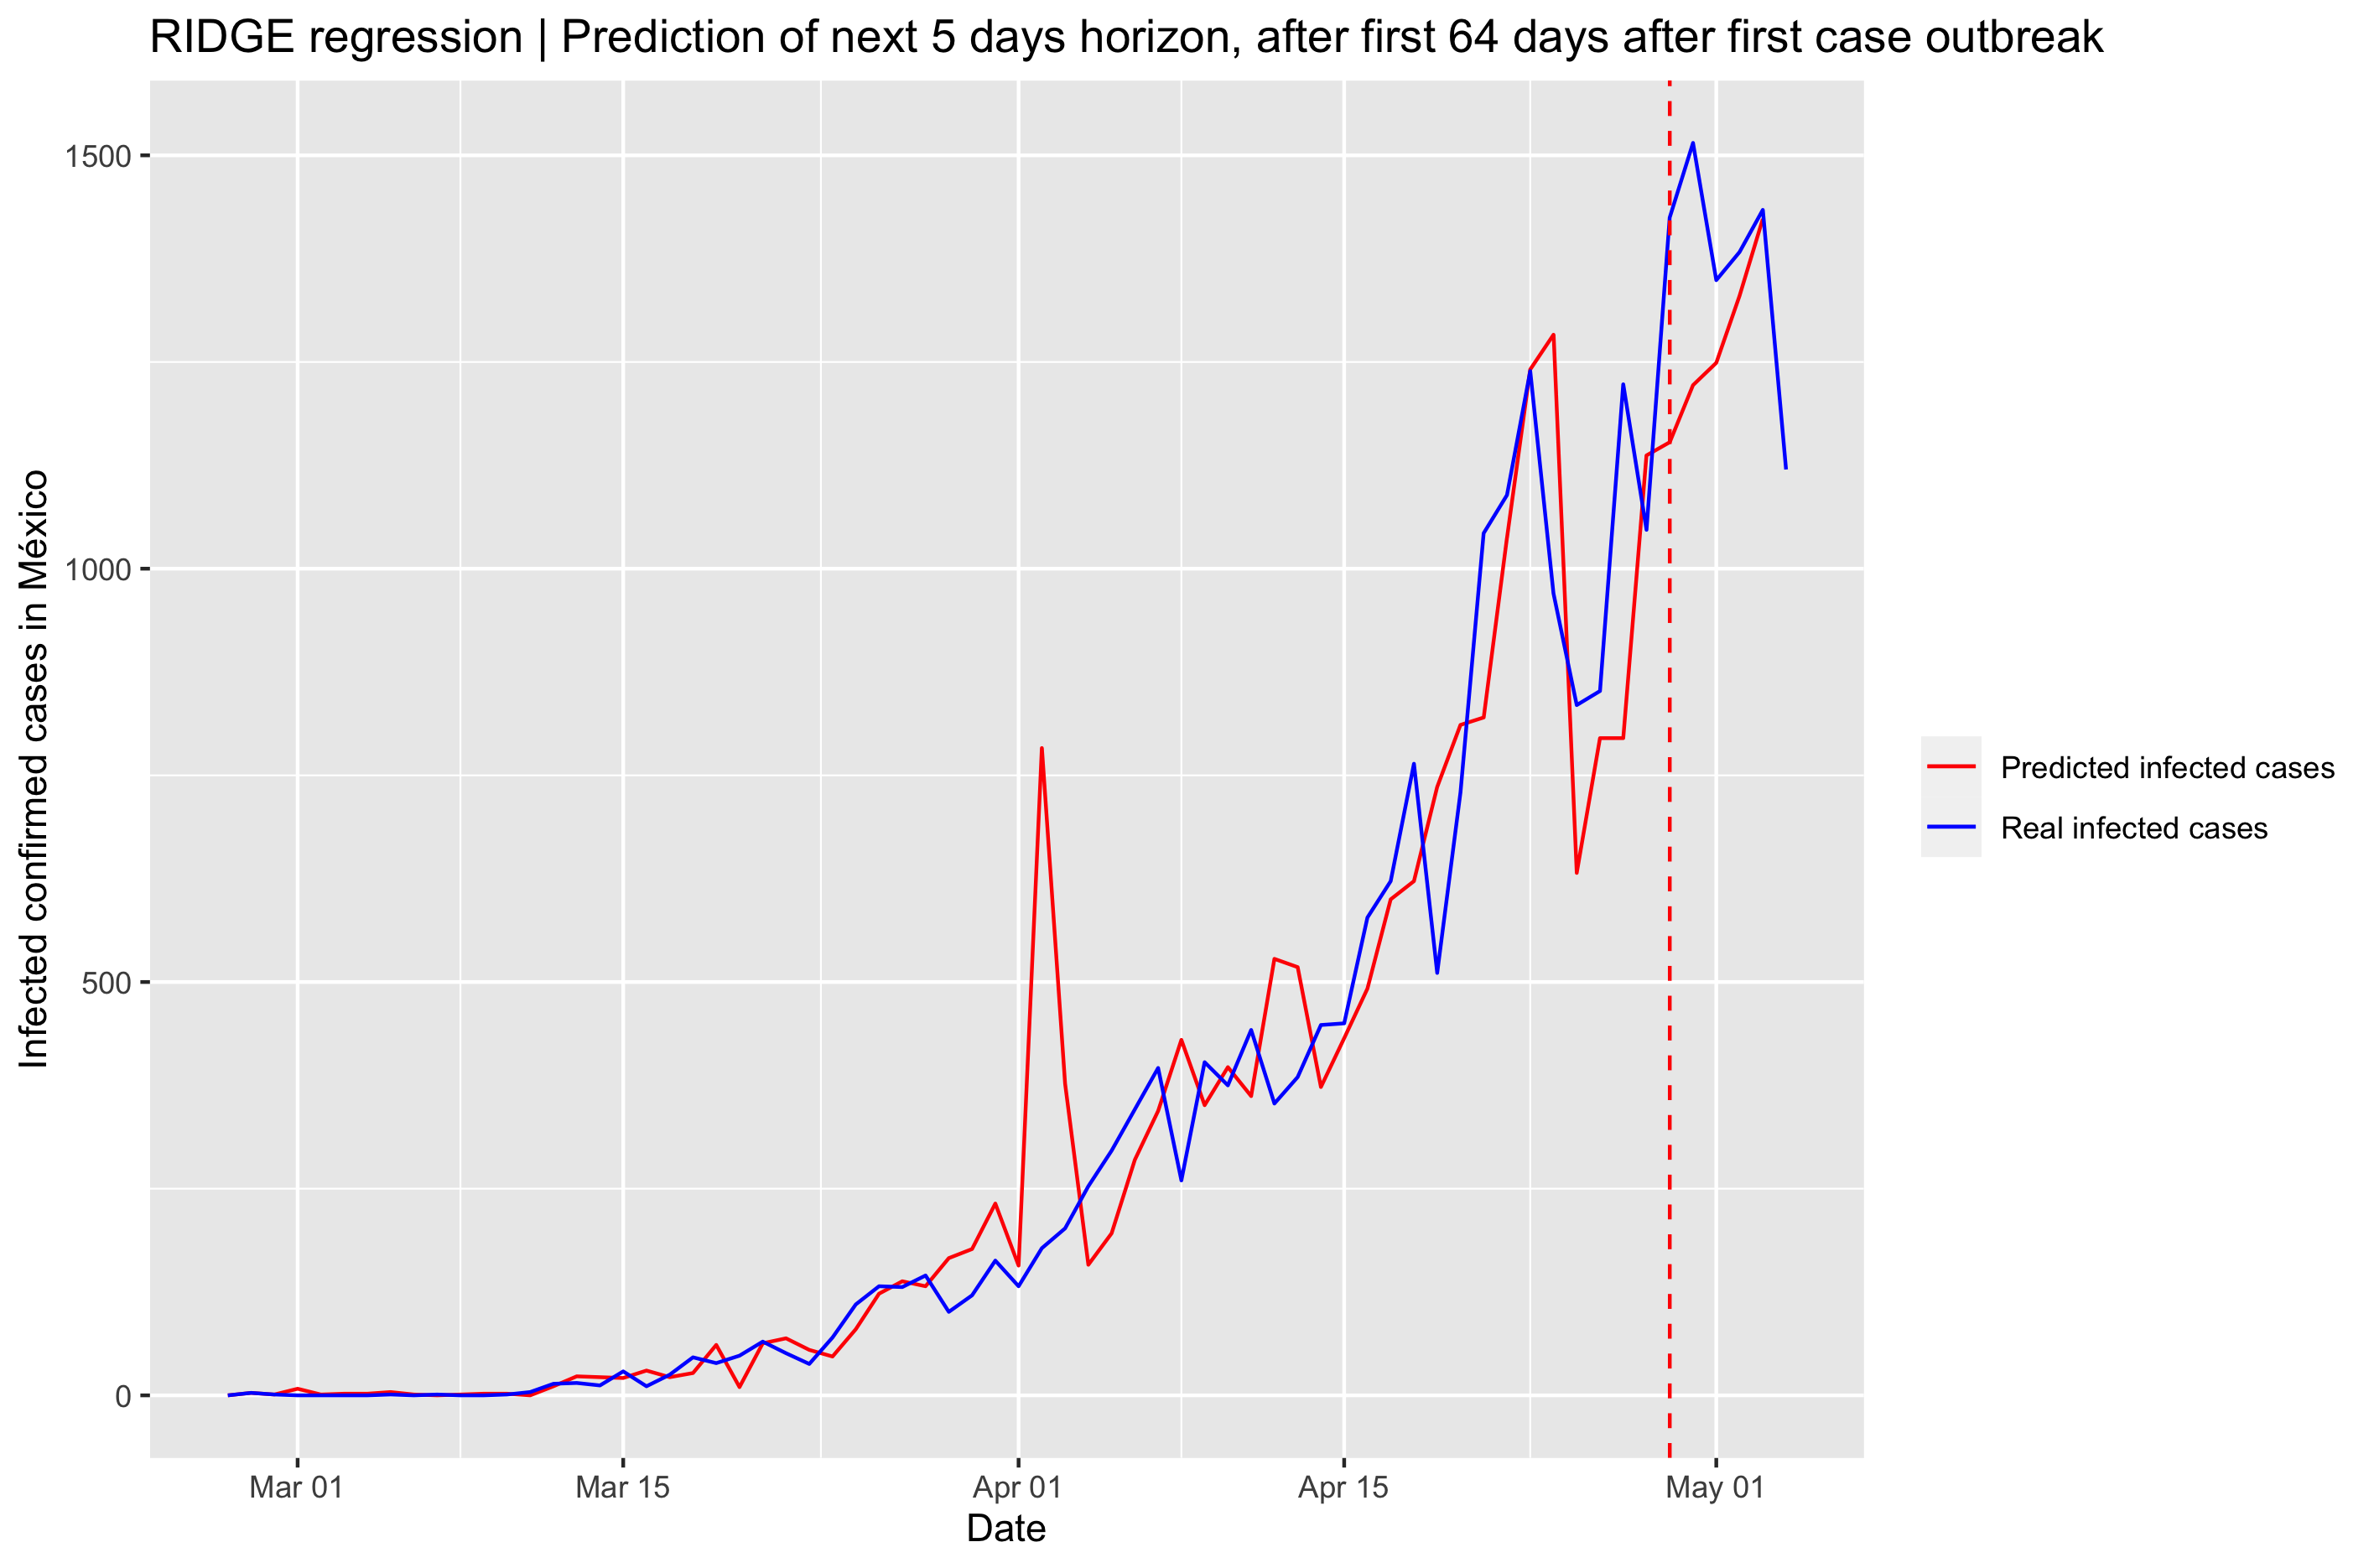 RIDGE regression | Prediction of next 5 days horizon, after first 64 days after first case outbreak
Infected confirmed cases in México
1500
1000
500
0
Mar 01
Mar 15
Apr 01
Apr 15
May 01
Date
Predicted infected cases
Real infected cases